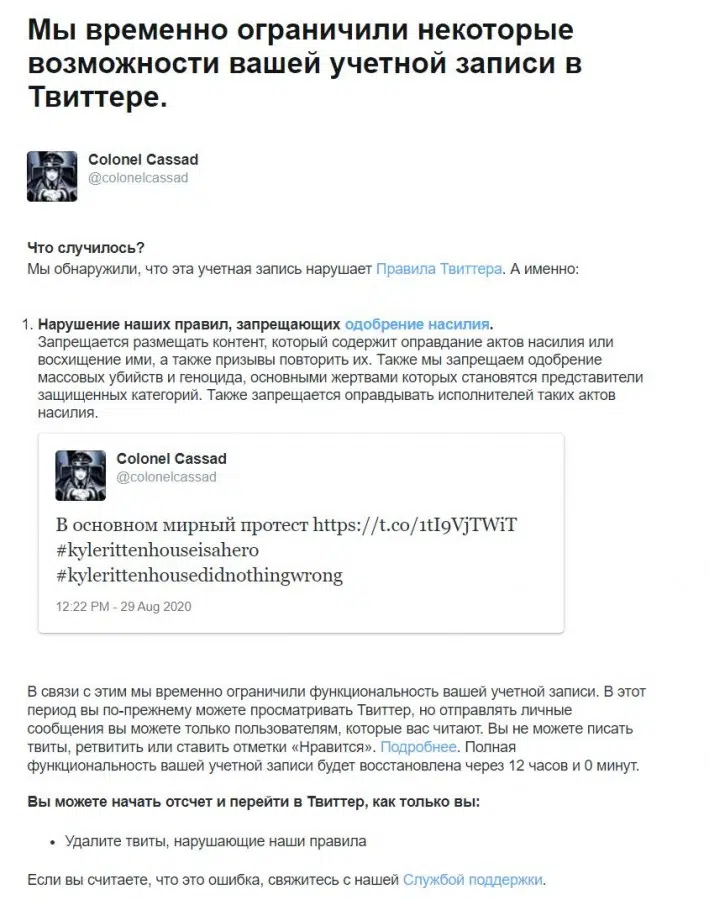 Мы временно ограничили некоторые
возможности вашей учетной записи в
Твиттере.
Colonel Cassad
@colonelcassad
Что случилось?
Мы обнаружили, что эта учетная запись нарушает Правила Твиттера. А именно:
1. Нарушение наших правил, запрещающих одобрение насилия.
Запрещается размещать контент, который содержит оправдание актов насилия или
восхищение ими, а также призывы повторить их. Также мы запрещаем одобрение
массовых убийств и геноцида, основными жертвами которых становятся представители
защищенных категорий. Также запрещается оправдывать исполнителей таких актов
насилия.
Colonel Cassad
@colonelcassad
В основном мирный протест https://t.co/1tI9VjTWiT
#kylerittenhouseisahero
#kylerittenhousedidnothingwrong
12:22 PM - 29 Aug 2020
В связи с этим мы временно ограничили функциональность вашей учетной записи. В этот
период вы по-прежнему можете просматривать Твиттер, но отправлять личные
сообщения вы можете только пользователям, которые вас читают. Вы не можете писать
твиты, ретвитить или ставить отметки «Нравится». Подробнее. Полная
функциональность вашей учетной записи будет восстановлена через 12 часов и 0 минут.
Вы можете начать отсчет и перейти в Твиттер, как только вы:
• Удалите твиты, нарушающие наши правила
Если вы считаете, что это ошибка, свяжитесь с нашей Службой поддержки.